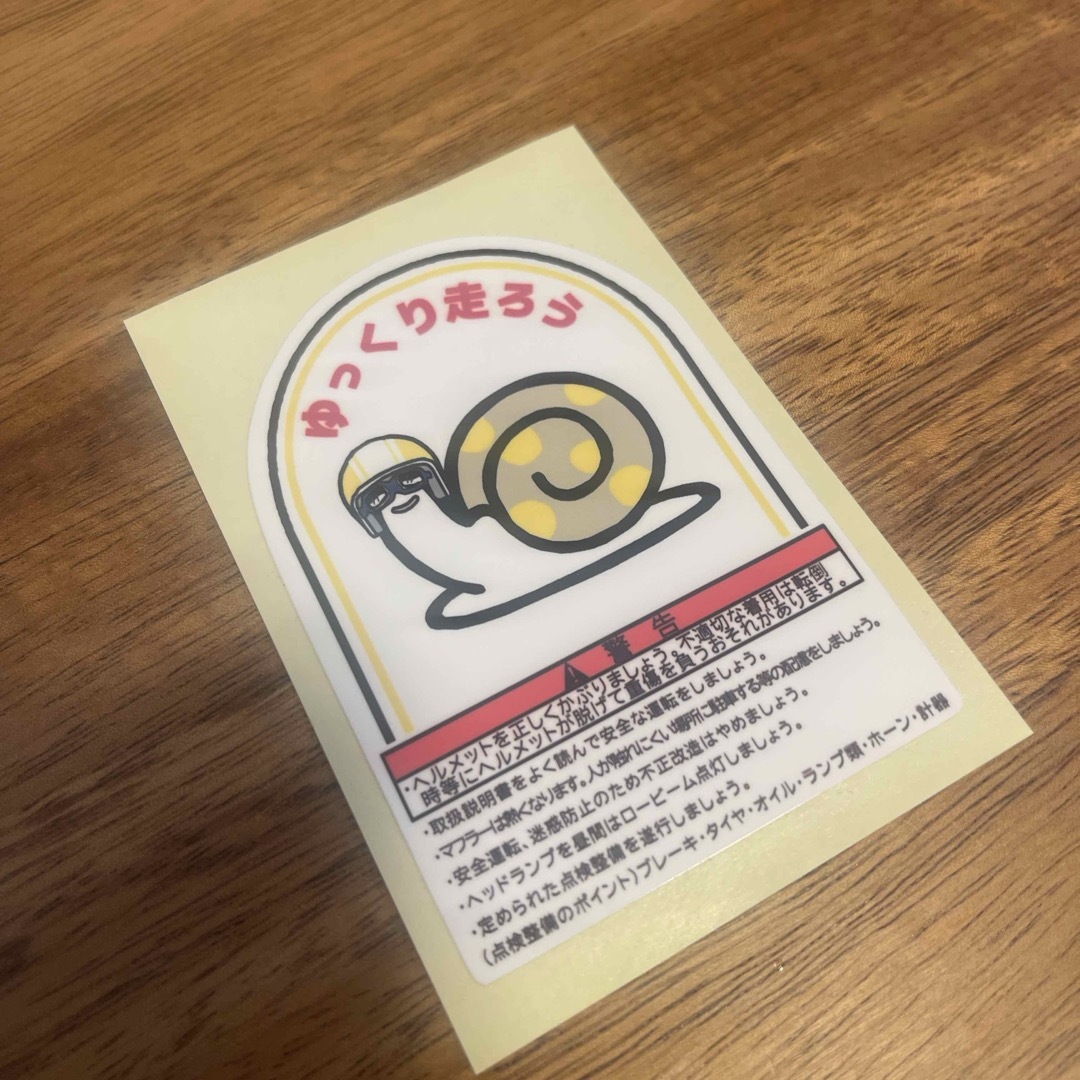 ゆっくり走ろう
警告
・ヘルメットを正しくかぶりましょう。不適切な着用は転倒
時等にヘルメットが脱げて重傷を負うおそれがあります。
・取扱説明書をよく読んで安全な運転をしましょう。
・マフラーは熱くなります。人が触れにくい場所に駐車する等の配慮をしましょう。
・安全運転、迷惑防止のため不正改造はやめましょう。
・ヘッドランプを昼間はロービーム点灯しましょう。
・定められた点検整備を遂行しましょう。
(点検整備のポイント)ブレーキ・タイヤ・オイル・ランプ類・ホーン・計器